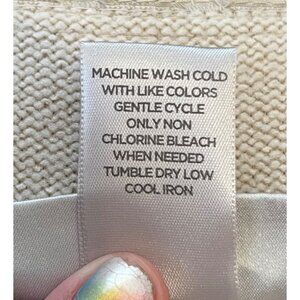 MACHINE WASH COLD
WITH LIKE COLORS
GENTLE CYCLE
ONLY NON
CHLORINE BLEACH
WHEN NEEDED
TUMBLE DRY LOW
COOL IRON